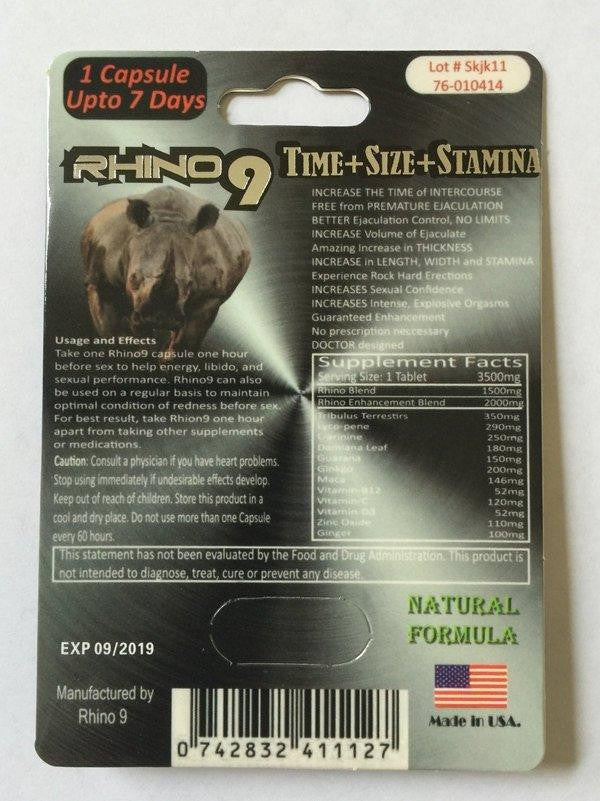 1 Capsule
Upto 7 Days
Lot # Skjk11
76-010414
RHINO 9
TIME+SIZE+STAMINA
INCREASE THE TIME of INTERCOURSE
FREE from PREMATURE EJACULATION
BETTER Ejaculation Control, NO LIMITS
INCREASE Volume of Ejaculate
Amazing Increase in THICKNESS
INCREASE in LENGTH, WIDTH and STAMINA
Experience Rock Hard Erections
INCREASES Sexual Confidence
INCREASES Intense, Explosive Orgasms
Guaranteed Enhancement
No prescription neccessary
DOCTOR designed
Usage and Effects
Take one Rhino9 capsule one hour
before sex to help energy, libido, and
sexual performance. Rhino9 can also
be used on a regular basis to maintain
optimal condition of redness before sex.
For best result, take Rhion9 one hour
apart from taking other supplements
or medications.
Caution: Consult a physician if you have heart problems.
Stop using immediately if undesirable effects develop.
Keep out of reach of children. Store this product in a
cool and dry place. Do not use more than one Capsule
every 60 hours.
Supplement Facts
Serving Size: 1 Tablet 3500mg
Rhino Blend 1500mg
Rhino Enhancement Blend 2000mg
Tribulus Terrestirs 350mg
Lyco-pene 290mg
L-arinine 250mg
Damiana Leaf 180mg
Guarana 150mg
Ginkgo 200mg
Maca 146mg
Vitamin-B12 52mg
Vitamin-C 120mg
Vitamin-D3 52mg
Zinc Oxide 110mg
Ginger 100mg
This statement has not been evaluated by the Food and Drug Administration. This product is
not intended to diagnose, treat, cure or prevent any disease.
NATURAL
FORMULA
EXP 09/2019
Manufactured by
Rhino 9
0 742832 411127
Made in USA.